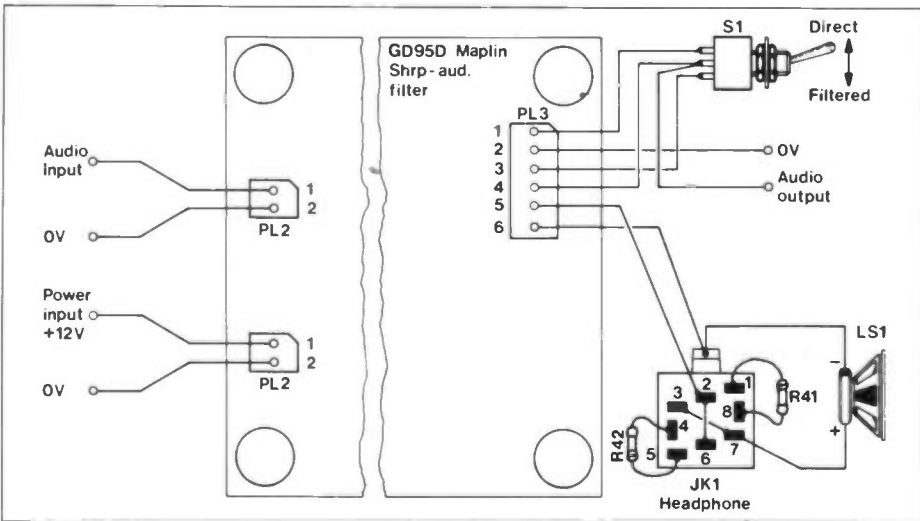 GD95D Maplin
Shrp-aud.
filter
S1
Direct
Filtered
PL3
1
2
3
4
5
6
0V
Audio
output
Audio
Input
0V
1
2
PL2
Power
input
+12V
0V
1
2
PL2
LS1
-
+
R41
R42
1
2
3
4
5
6
7
8
JK1
Headphone